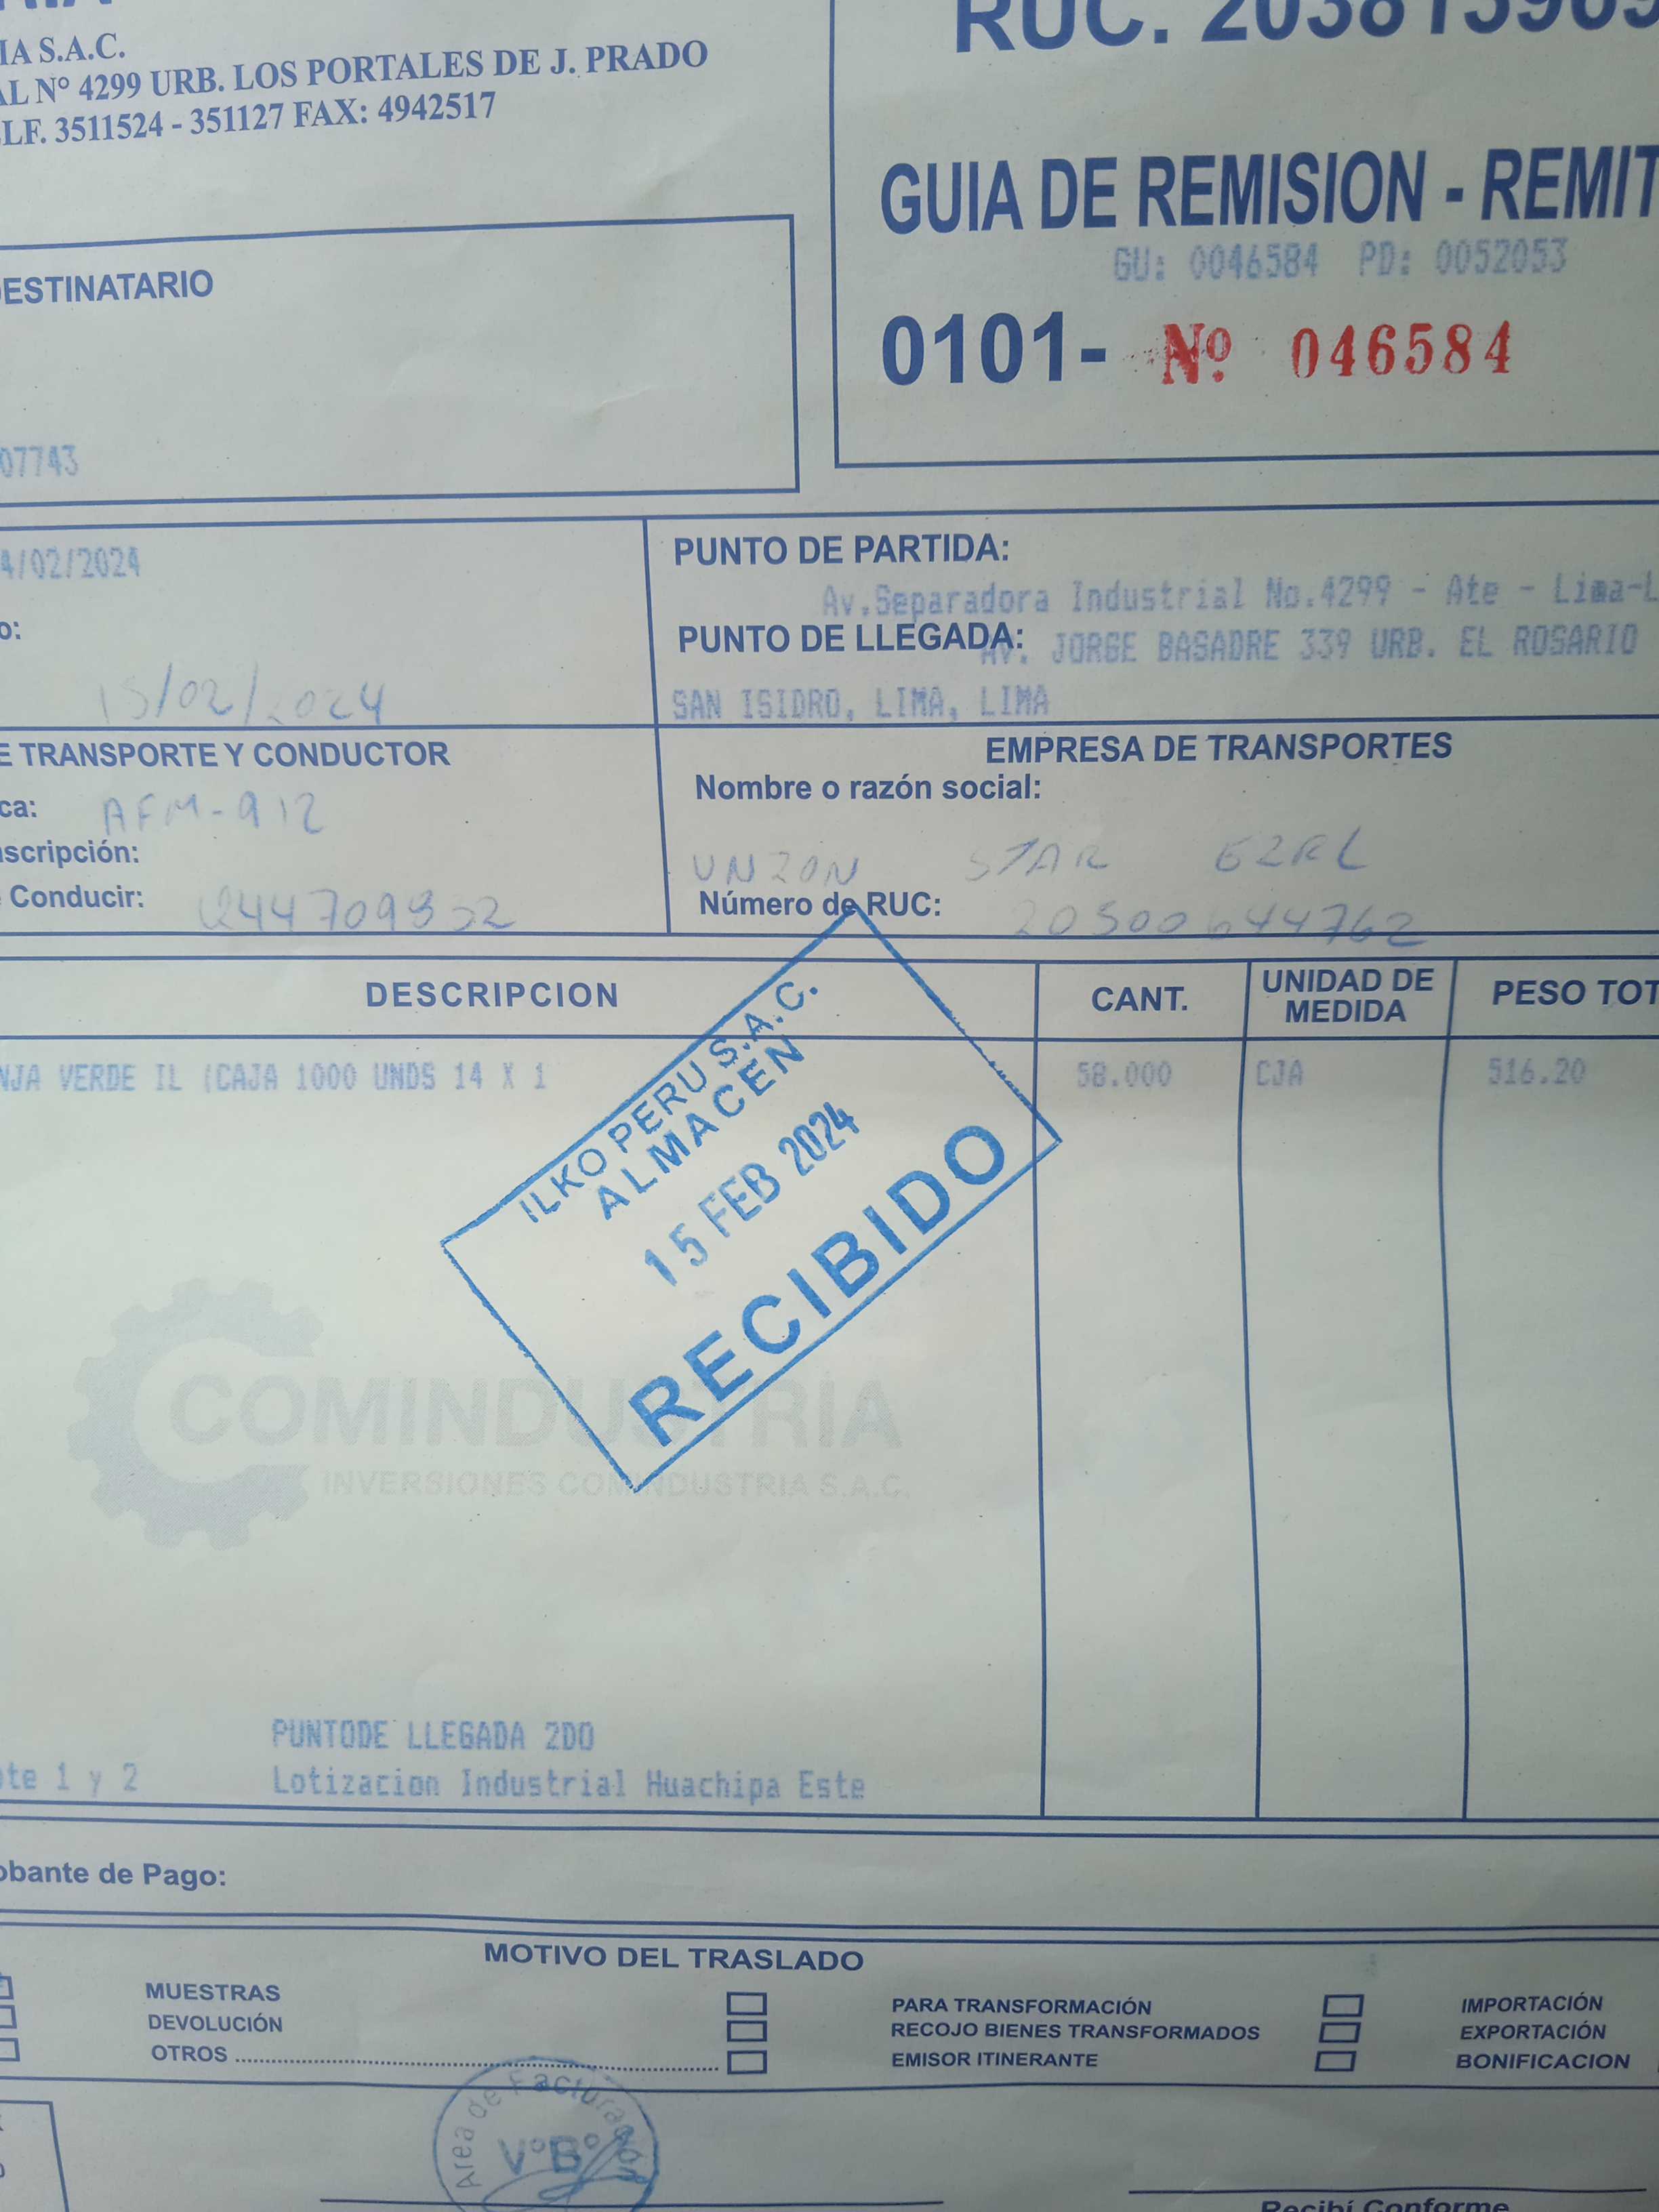 IA S.A.C.
AL Nº 4299 URB. LOS PORTALES DE J. PRADO
ELF. 3511524 - 351127 FAX: 4942517
RUC. 203813969
GUIA DE REMISION - REMIT
GU: 0046584 PD: 0052053
0101- Nº 046584
ESTINATARIO
07743
4/02/2024
o:
15/02/2024
PUNTO DE PARTIDA:
Av.Separadora Industrial No.4299 - Ate - Lima-L
PUNTO DE LLEGADA: AV. JORGE BASADRE 339 URB. EL ROSARIO
SAN ISIDRO, LIMA, LIMA
E TRANSPORTE Y CONDUCTOR
ca: AFM-912
scripción:
Conducir: Q44709332
EMPRESA DE TRANSPORTES
Nombre o razón social:
STAR
Número de RUC: 20500644762
DESCRIPCION CANT. UNIDAD DE MEDIDA PESO TOT
NJA VERDE IL (CAJA 1000 UNDS 14 X 1 58.000 CJA 516.20
ILKO PERU S.A.C.
ALMACEN
15 FEB 2024
RECIBIDO
COMINDUSTRIA
INVERSIONES COMINDUSTRIA S.A.C.
PUNTODE LLEGADA 2DO
ote 1 y 2 Lotizacion Industrial Huachipa Este
obante de Pago:
MOTIVO DEL TRASLADO
MUESTRAS PARA TRANSFORMACIÓN IMPORTACIÓN
DEVOLUCIÓN RECOJO BIENES TRANSFORMADOS EXPORTACIÓN
OTROS EMISOR ITINERANTE BONIFICACION
Area de Facturación
VºBº
Recibí Conforme